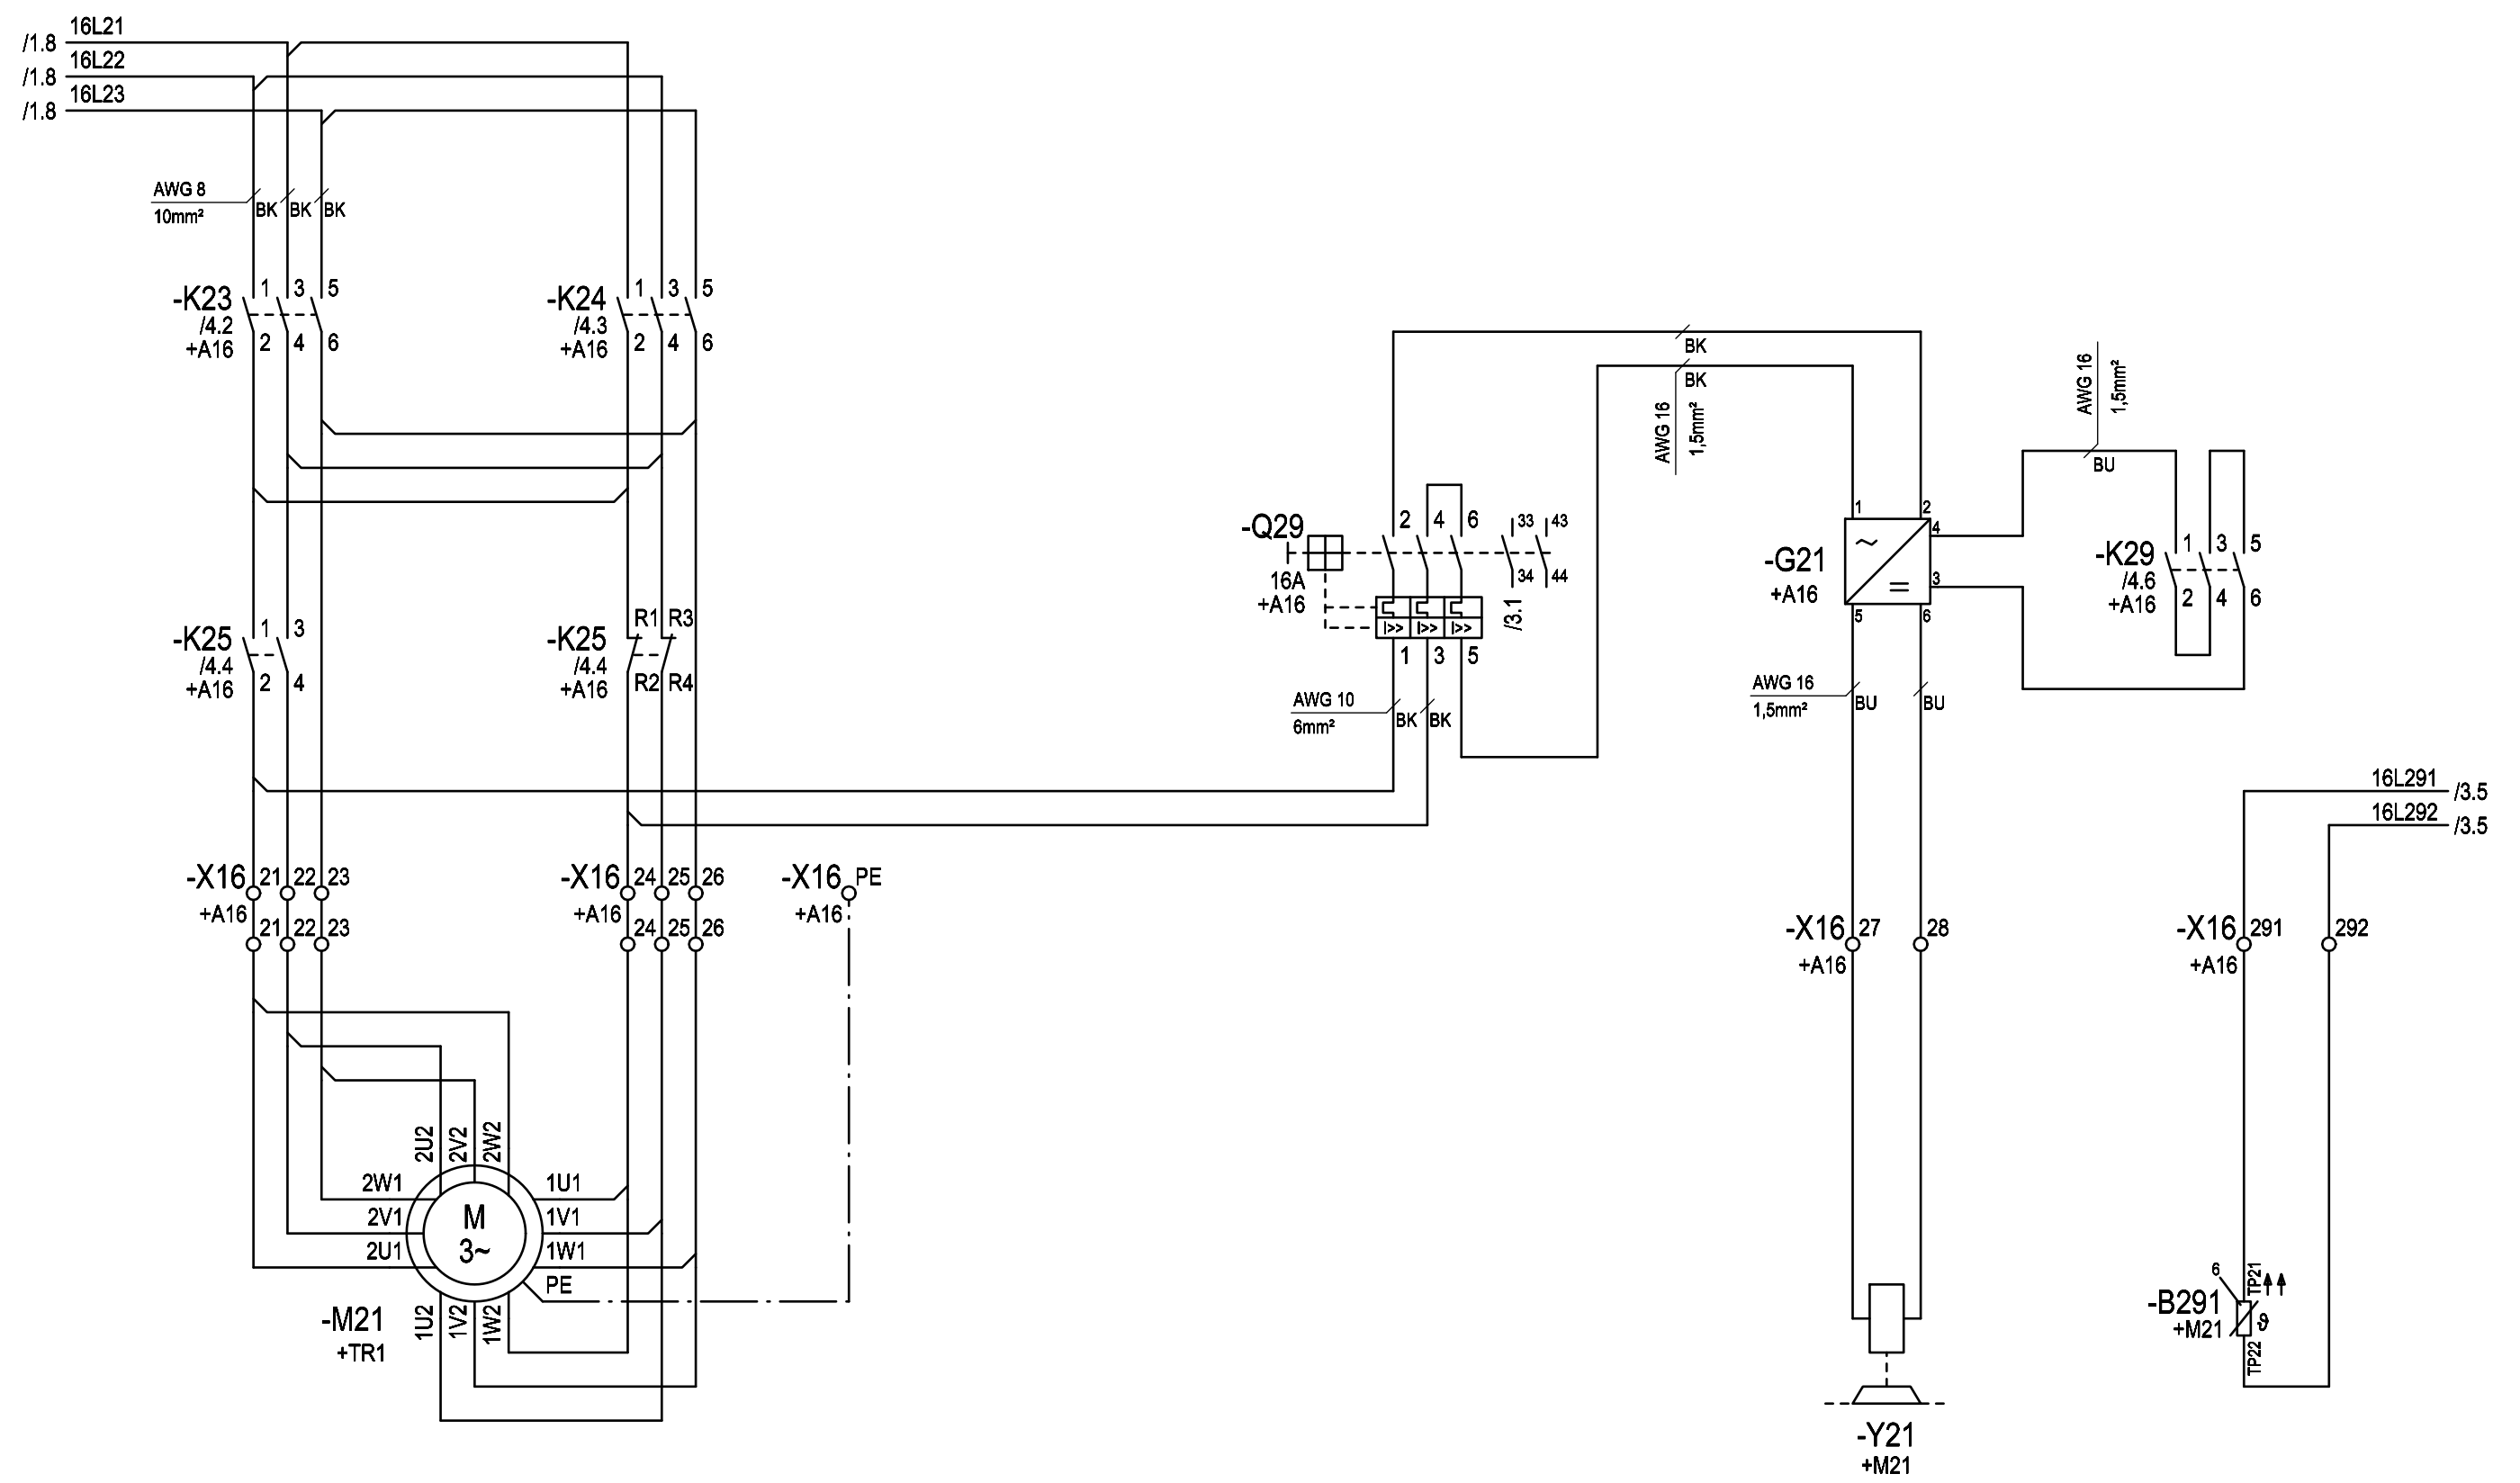 16L21
/1.8
16L22
/1.8
16L23
/1.8
AWG 8
10mm²
BK BK BK
-K23
/4.2
+A16
1 3 5
2 4 6
-K24
/4.3
+A16
1 3 5
2 4 6
BK
BK
AWG 16
1,5mm²
AWG 16
1,5mm²
BU
-Q29
16A
+A16
2 4 6
33 43
34 44
I>> I>> I>>
/3.1
1 3 5
AWG 10
6mm²
BK BK
-G21
+A16
1 2
4
3
5 6
~
=
-K29
/4.6
+A16
1 3 5
2 4 6
-K25
/4.4
+A16
1 3
2 4
-K25
/4.4
+A16
R1 R3
R2 R4
AWG 16
1,5mm²
BU BU
16L291
/3.5
16L292
/3.5
-X16 21 22 23
+A16
21 22 23
-X16 24 25 26
+A16
24 25 26
-X16 PE
+A16
-X16 27 28
+A16
-X16 291 292
+A16
2U2 2V2 2W2
2W1
2V1
2U1
M
3~
1U1
1V1
1W1
PE
1U2 1V2 1W2
-M21
+TR1
6
TP21
-B291
+M21
ϑ
TP22
-Y21
+M21